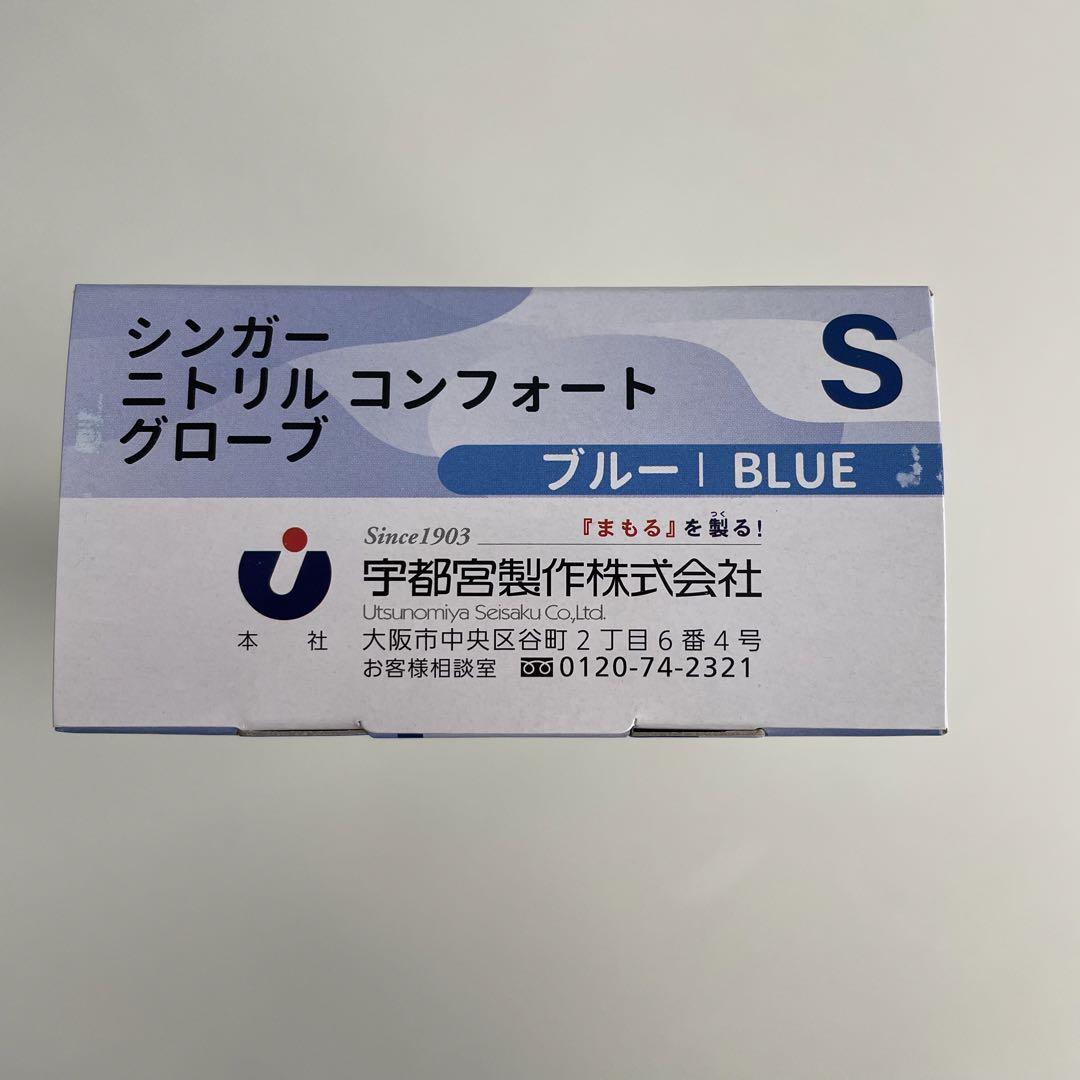 シンガー
ニトリル コンフォート
グローブ
S
ブルー | BLUE
Since1903
『まもる』を製る!
つく
宇都宮製作株式会社
Utsunomiya Seisaku Co.,Ltd.
本 社 大阪市中央区谷町2丁目6番4号
お客様相談室 0120-74-2321